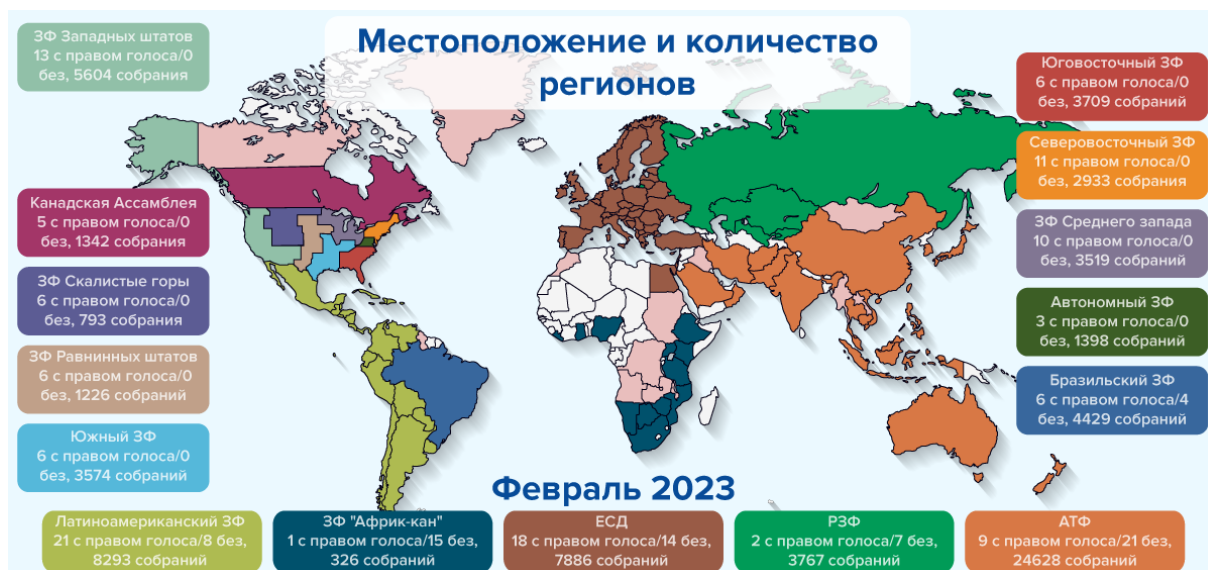 Местоположение и количество
регионов
ЗФ Западных штатов
13 с правом голоса/0
без, 5604 собрания
Канадская Ассамблея
5 с правом голоса/0
без, 1342 собрания
ЗФ Скалистые горы
6 с правом голоса/0
без, 793 собрания
ЗФ Равнинных штатов
6 с правом голоса/0
без, 1226 собраний
Южный ЗФ
6 с правом голоса/0
без, 3574 собраний
Юговосточный ЗФ
6 с правом голоса/0
без, 3709 собраний
Северовосточный ЗФ
11 с правом голоса/0
без, 2933 собрания
ЗФ Среднего запада
10 с правом голоса/0
без, 3519 собраний
Автономный ЗФ
3 с правом голоса/0
без, 1398 собраний
Бразильский ЗФ
6 с правом голоса/4
без, 4429 собраний
Февраль 2023
Латиноамериканский ЗФ
21 с правом голоса/8 без,
8293 собраний
ЗФ "Африк-кан"
1 с правом голоса/15 без,
326 собраний
ЕСД
18 с правом голоса/14 без,
7886 собраний
РЗФ
2 с правом голоса/7 без,
3767 собраний
АТФ
9 с правом голоса/21 без,
24628 собраний